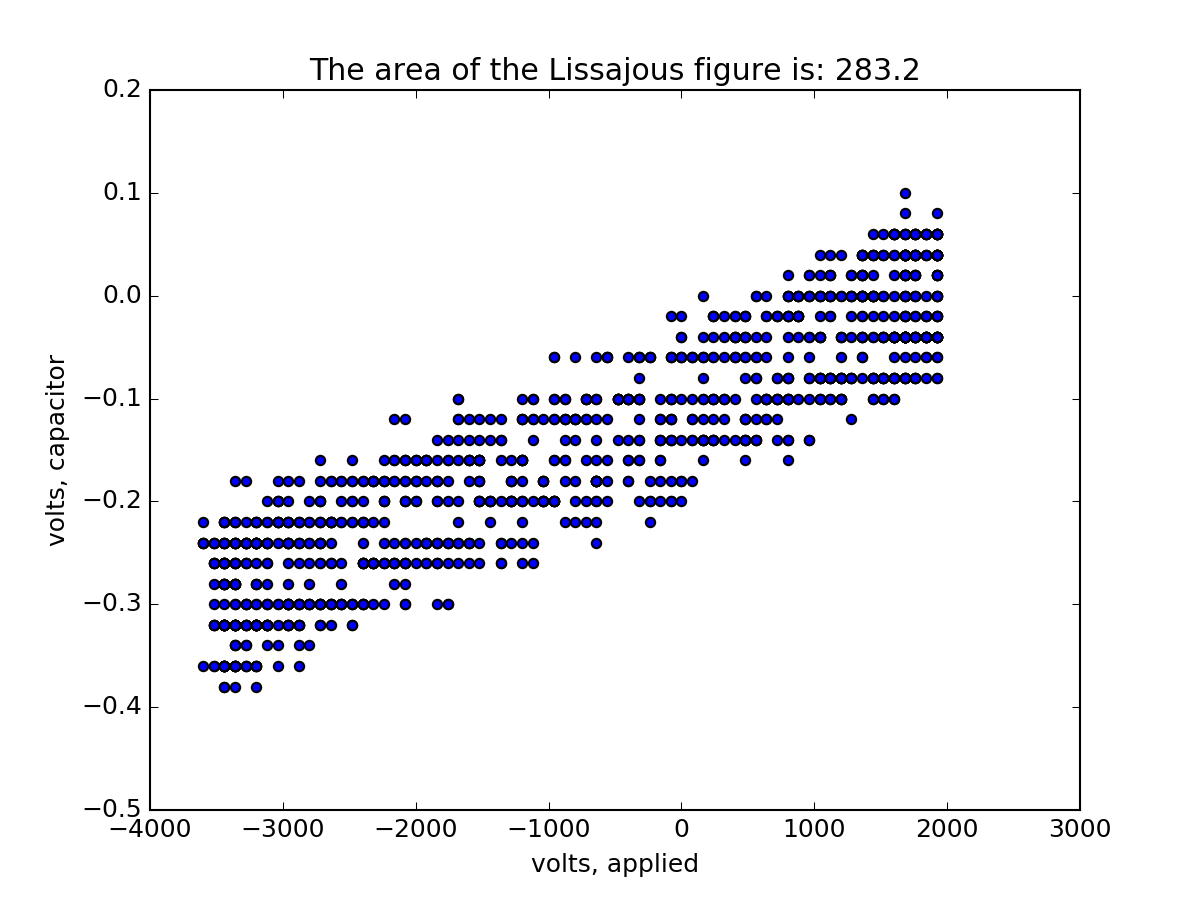 The area of the Lissajous figure is: 283.2
0.2
0.1
0.0
−0.1
−0.2
−0.3
−0.4
−0.5
volts, capacitor
−4000 −3000 −2000 −1000 0 1000 2000 3000
volts, applied